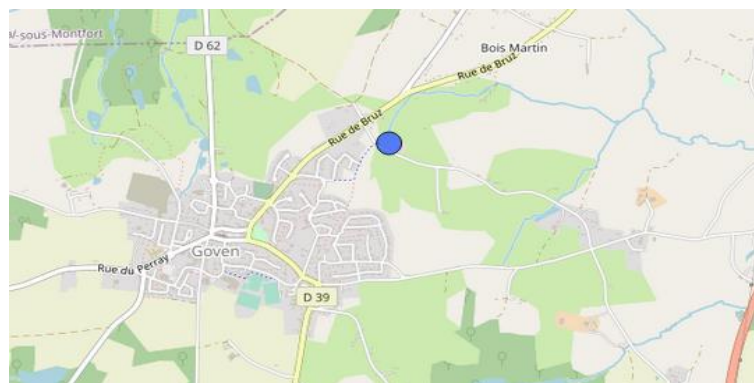 V-sous-Montfort
D 62
Bois Martin
Rue de Bruz
Rue de Bruz
Goven
Rue du Perray
D 39